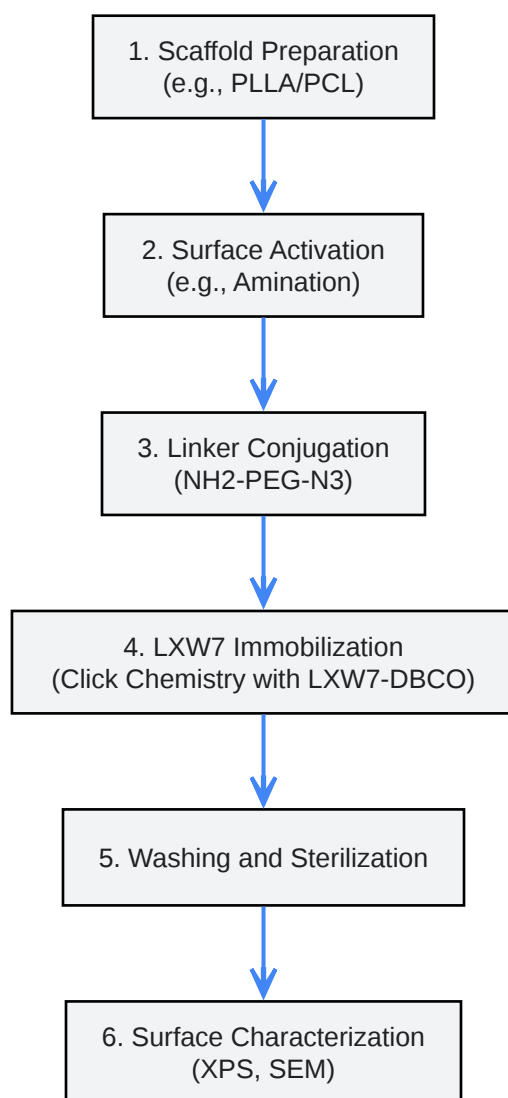 1. Scaffold Preparation
(e.g., PLLA/PCL)
2. Surface Activation
(e.g., Amination)
3. Linker Conjugation
(NH2-PEG-N3)
4. LXW7 Immobilization
(Click Chemistry with LXW7-DBCO)
5. Washing and Sterilization
6. Surface Characterization
(XPS, SEM)